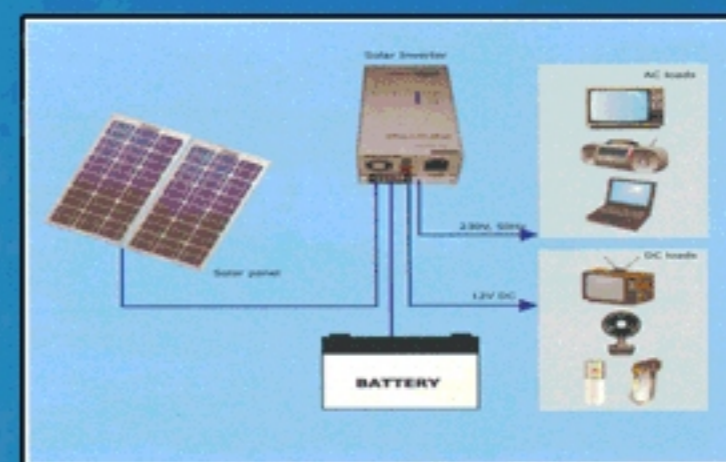 Solar Inverter
AC loads
230V, 50Hz
Solar panel
DC loads
12V DC
BATTERY